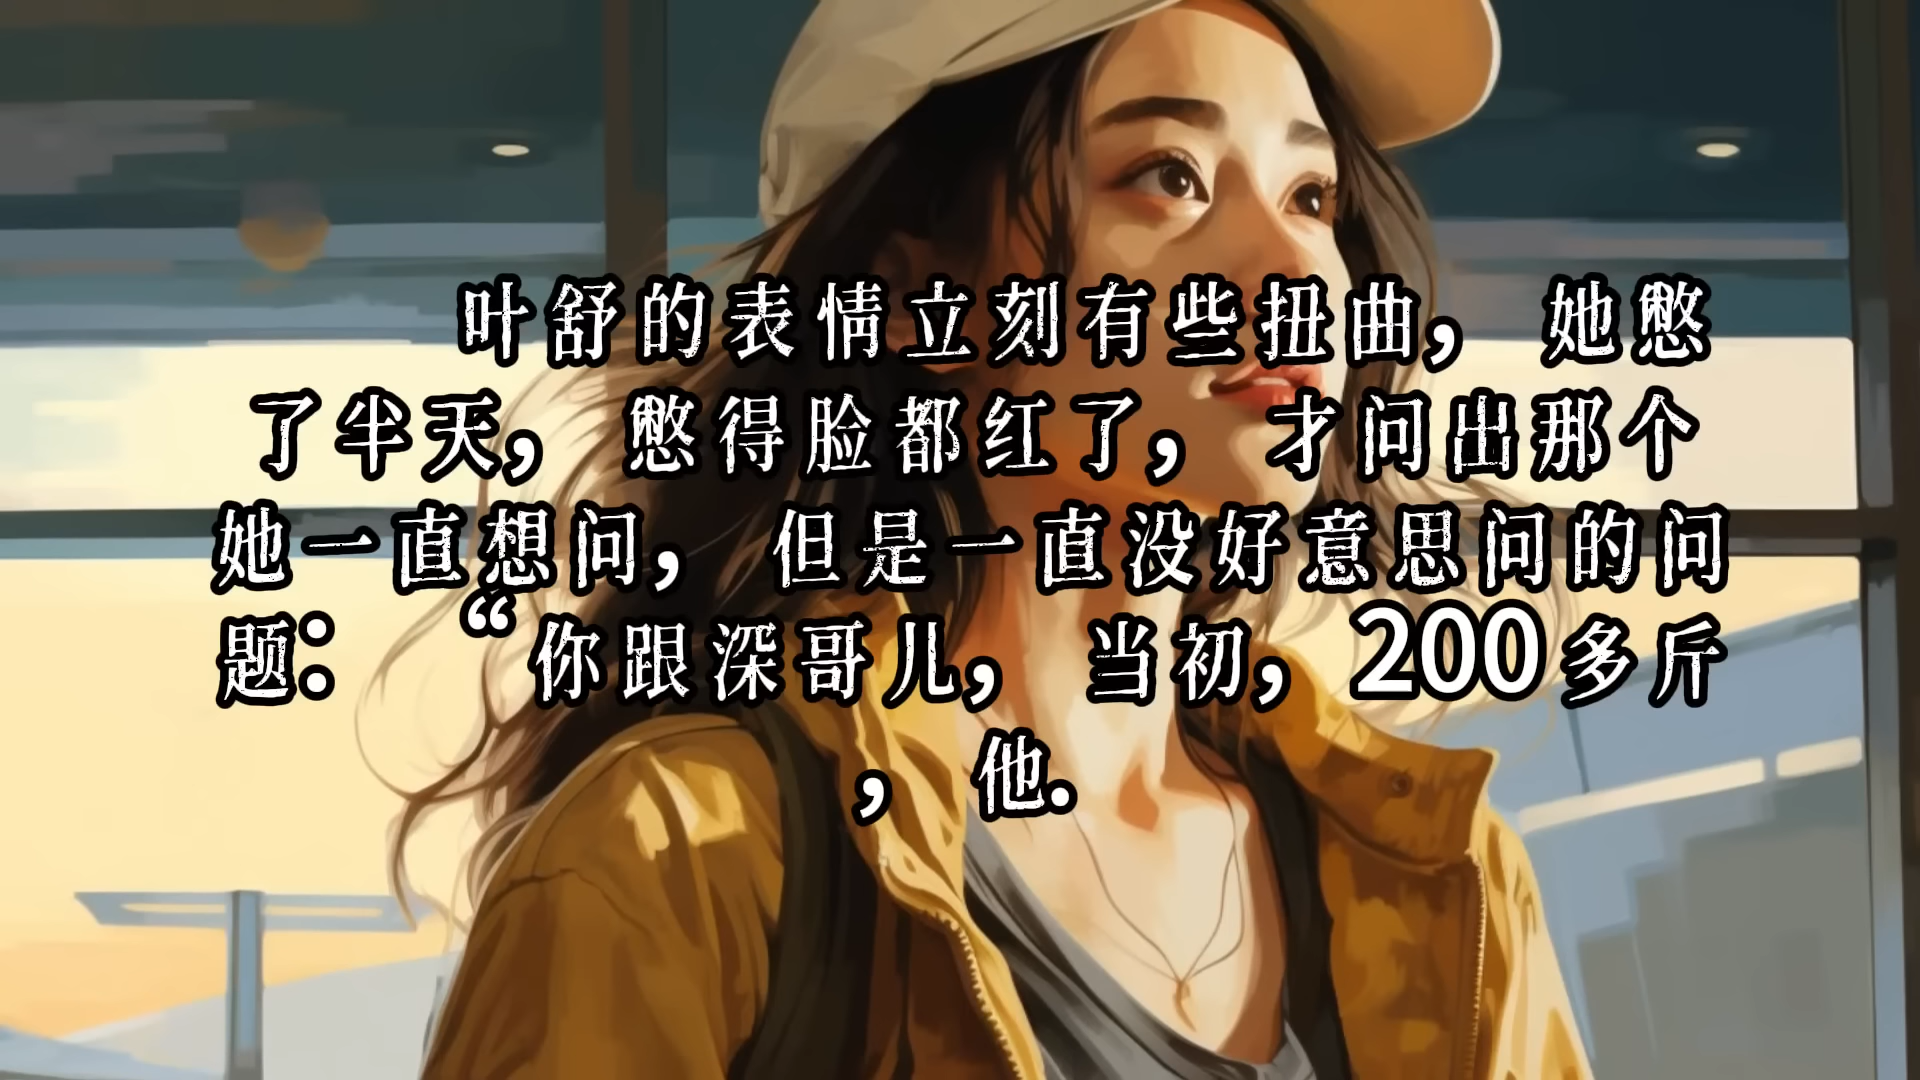 叶舒的表情立刻有些扭曲，她憋
了半天，憋得脸都红了，才问出那个
她一直想问，但是一直没好意思问的问
题：“你跟深哥儿，当初，200多斤
，他.